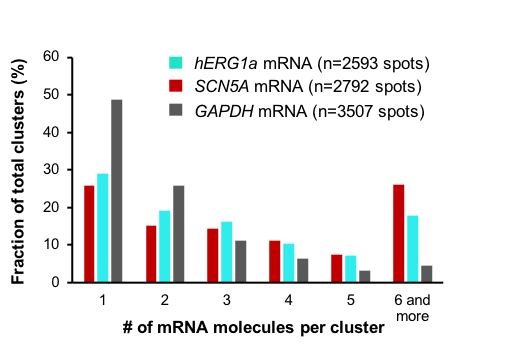 60
50
40
30
20
10
0
Fraction of total clusters (%)
hERG1a mRNA (n=2593 spots)
SCN5A mRNA (n=2792 spots)
GAPDH mRNA (n=3507 spots)
1 2 3 4 5 6 and
more
# of mRNA molecules per cluster